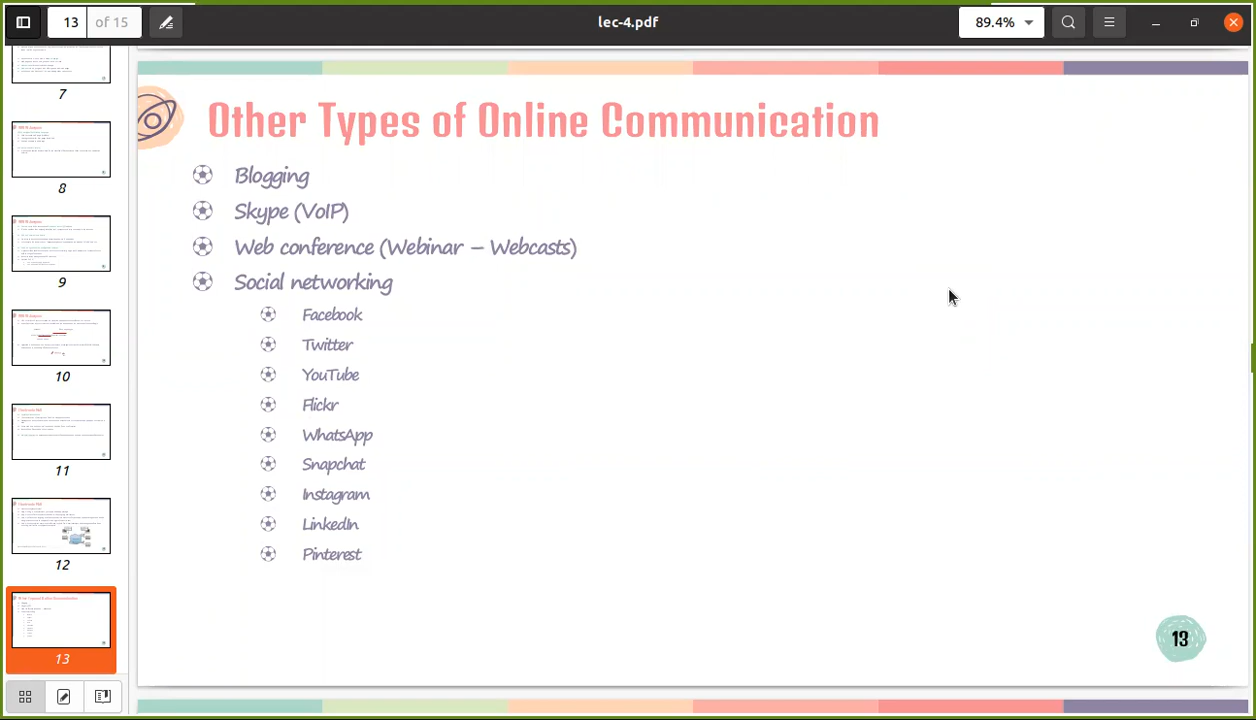 13 of 15
lec-4.pdf
89.4%
7
8
9
10
11
12
13
Other Types of Online Communication
Blogging
Skype (VoIP)
Web conference (Webinar – Webcasts)
Social networking
Facebook
Twitter
YouTube
Flickr
WhatsApp
Snapchat
Instagram
LinkedIn
Pinterest
13